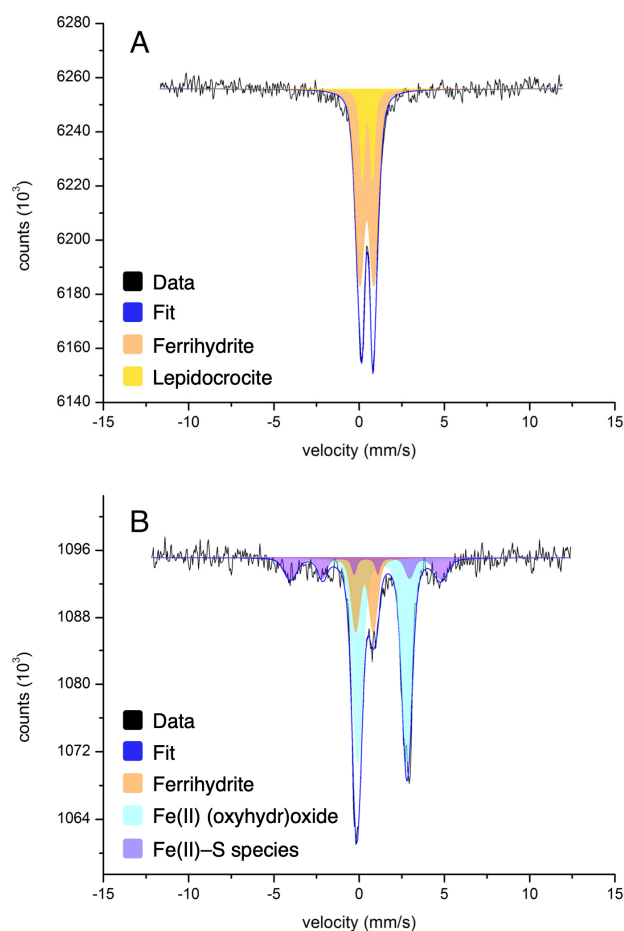 A
6280
6260
6240
6220
6200
6180
6160
6140
counts (10³)
Data
Fit
Ferrihydrite
Lepidocrocite
-15 -10 -5 0 5 10 15
velocity (mm/s)
B
1096
1088
1080
1072
1064
counts (10³)
Data
Fit
Ferrihydrite
Fe(II) (oxyhydr)oxide
Fe(II)–S species
-15 -10 -5 0 5 10 15
velocity (mm/s)